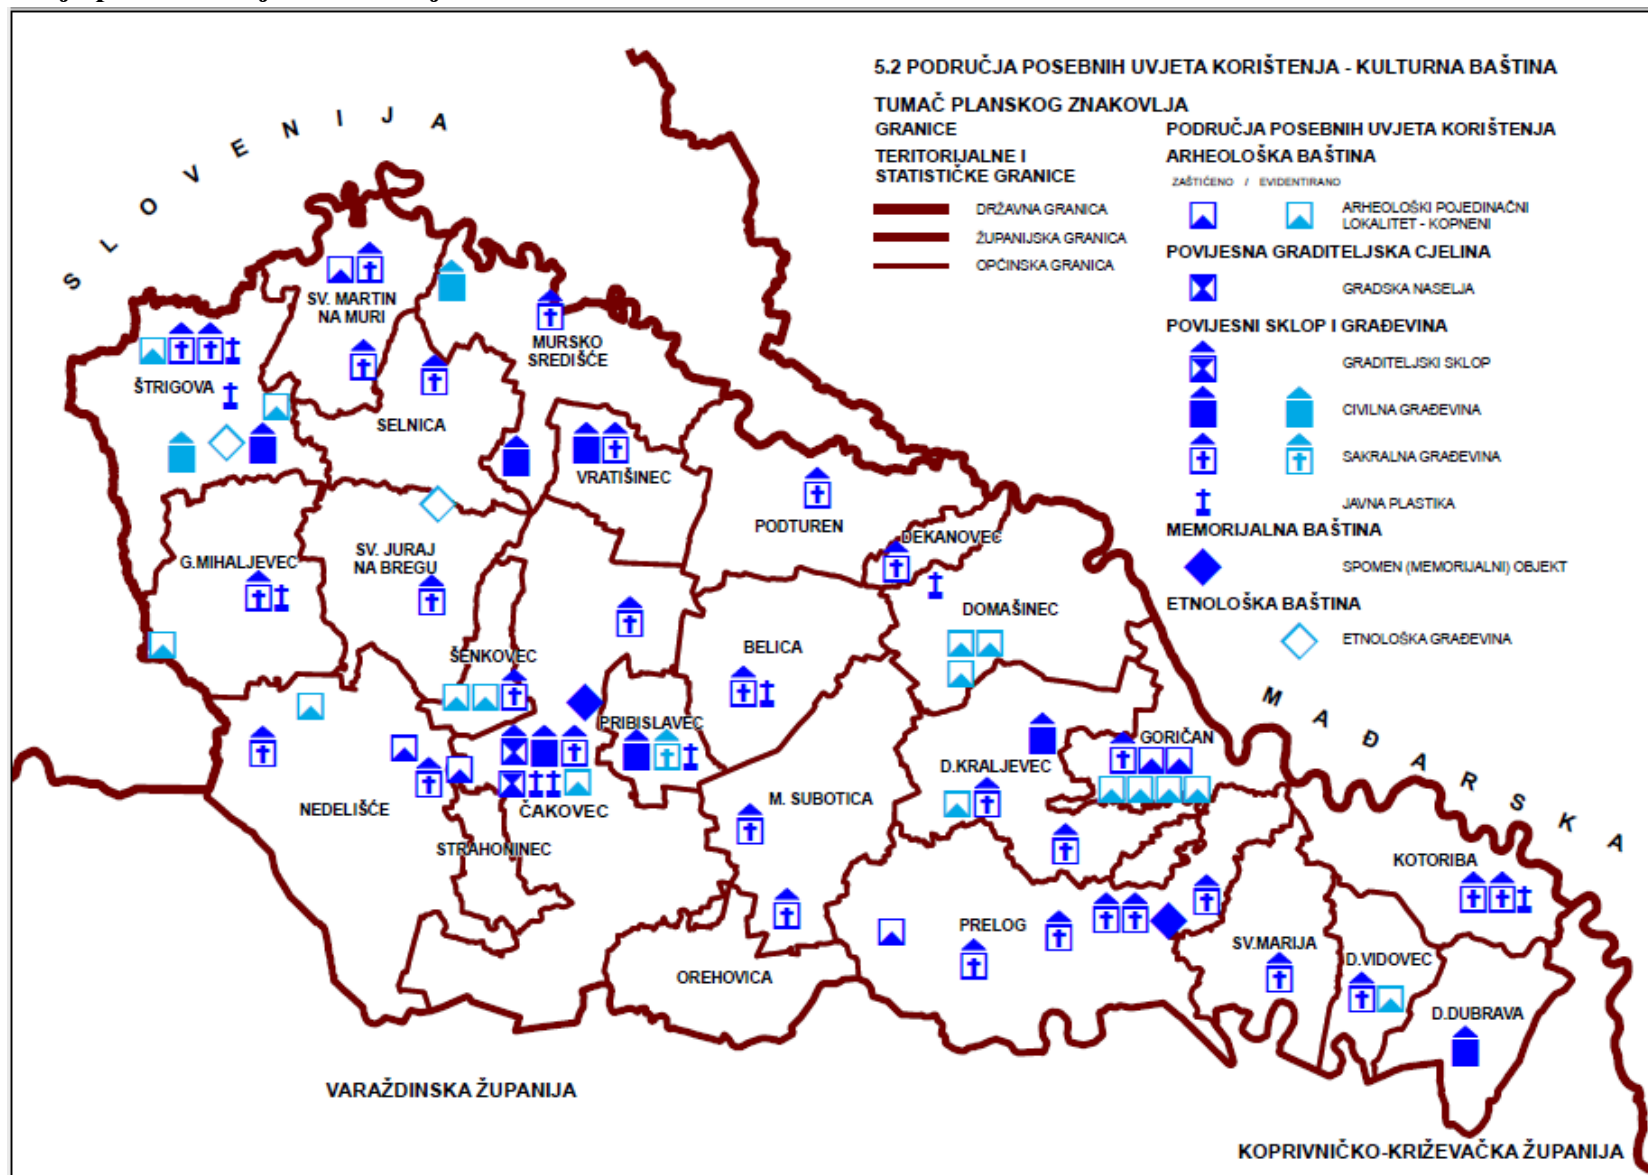 5.2 PODRUČJA POSEBNIH UVJETA KORIŠTENJA - KULTURNA BAŠTINA
TUMAČ PLANSKOG ZNAKOVLJA
GRANICE
TERITORIJALNE I
STATISTIČKE GRANICE
DRŽAVNA GRANICA
ŽUPANIJSKA GRANICA
OPĆINSKA GRANICA
PODRUČJA POSEBNIH UVJETA KORIŠTENJA
ARHEOLOŠKA BAŠTINA
ZAŠTIĆENO / EVIDENTIRANO
ARHEOLOŠKI POJEDINAČNI
LOKALITET - KOPNENI
POVIJESNA GRADITELJSKA CJELINA
GRADSKA NASELJA
POVIJESNI SKLOP I GRAĐEVINA
GRADITELJSKI SKLOP
CIVILNA GRAĐEVINA
SAKRALNA GRAĐEVINA
JAVNA PLASTIKA
MEMORIJALNA BAŠTINA
SPOMEN (MEMORIJALNI) OBJEKT
ETNOLOŠKA BAŠTINA
ETNOLOŠKA GRAĐEVINA
SLOVENIJA
SV. MARTIN
NA MURI
MURSKO
SREDIŠĆE
ŠTRIGOVA
SELNICA
VRATIŠINEC
PODTUREN
DEKANOVEC
G.MIHALJEVEC
SV. JURAJ
NA BREGU
DOMAŠINEC
BELICA
ŠENKOVEC
PRIBISLAVEC
GORIČAN
D.KRALJEVEC
MAĐARSKA
NEDELIŠĆE
ČAKOVEC
M. SUBOTICA
STRAHONINEC
KOTORIBA
PRELOG
SV.MARIJA
D.VIDOVEC
OREHOVICA
D.DUBRAVA
VARAŽDINSKA ŽUPANIJA
KOPRIVNIČKO-KRIŽEVAČKA ŽUPANIJA